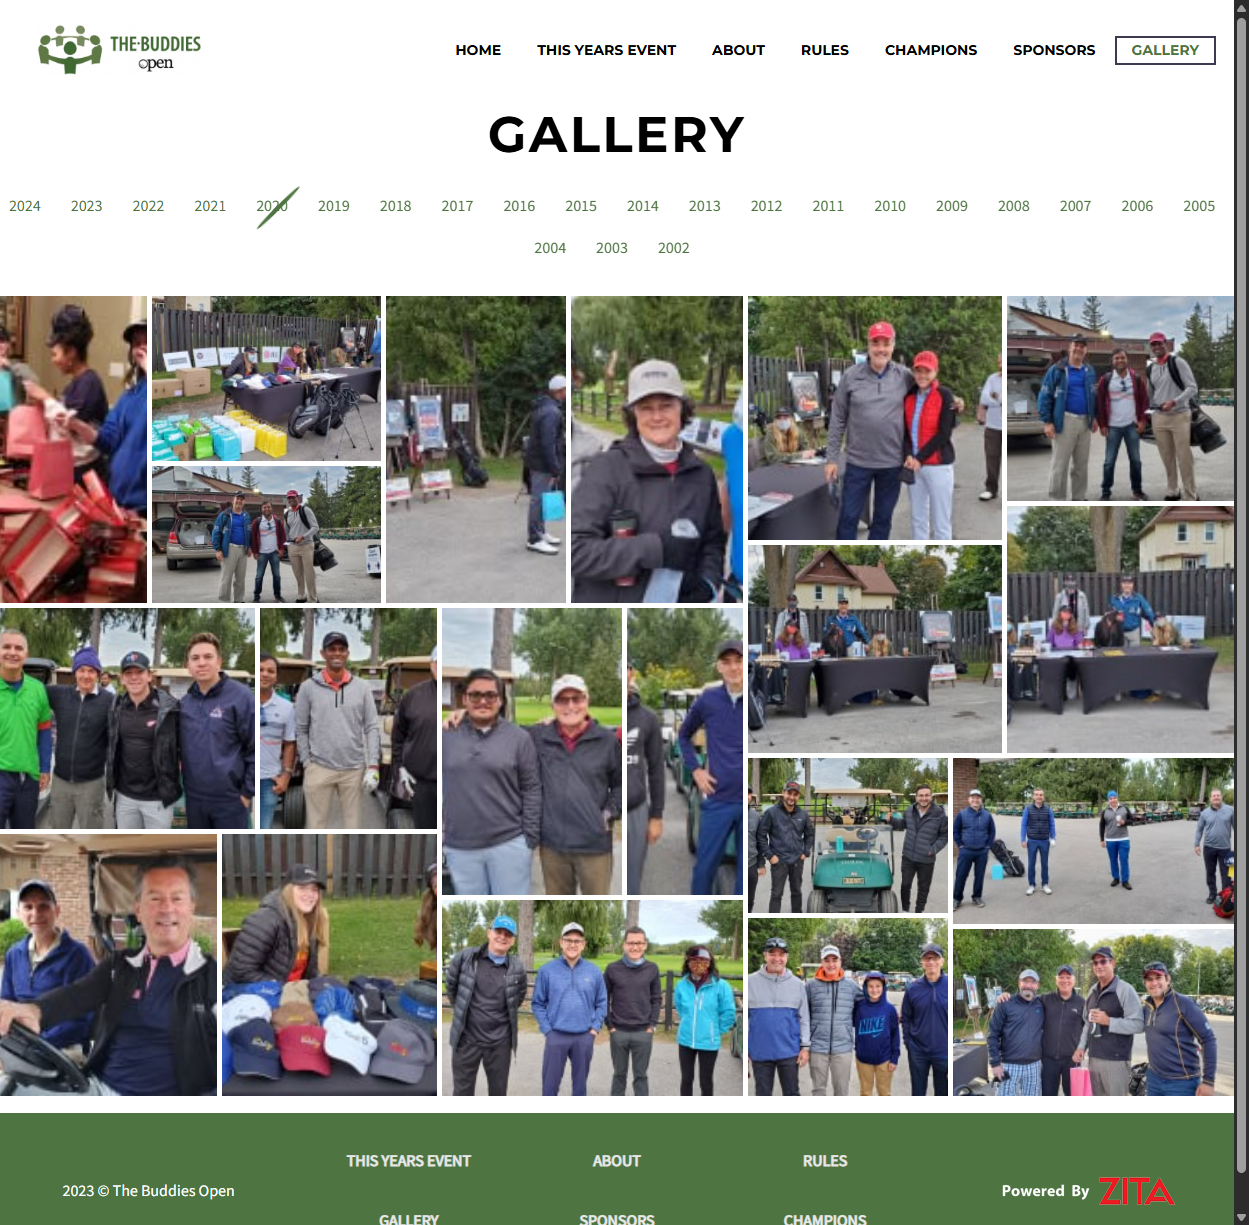 THE·BUDDIES
open
HOME THIS YEARS EVENT ABOUT RULES CHAMPIONS SPONSORS GALLERY
GALLERY
2024 2023 2022 2021 2020 2019 2018 2017 2016 2015 2014 2013 2012 2011 2010 2009 2008 2007 2006 2005
2004 2003 2002
NIKE
THIS YEARS EVENT ABOUT RULES
2023 © The Buddies Open
Powered By ZITA
GALLERY SPONSORS CHAMPIONS